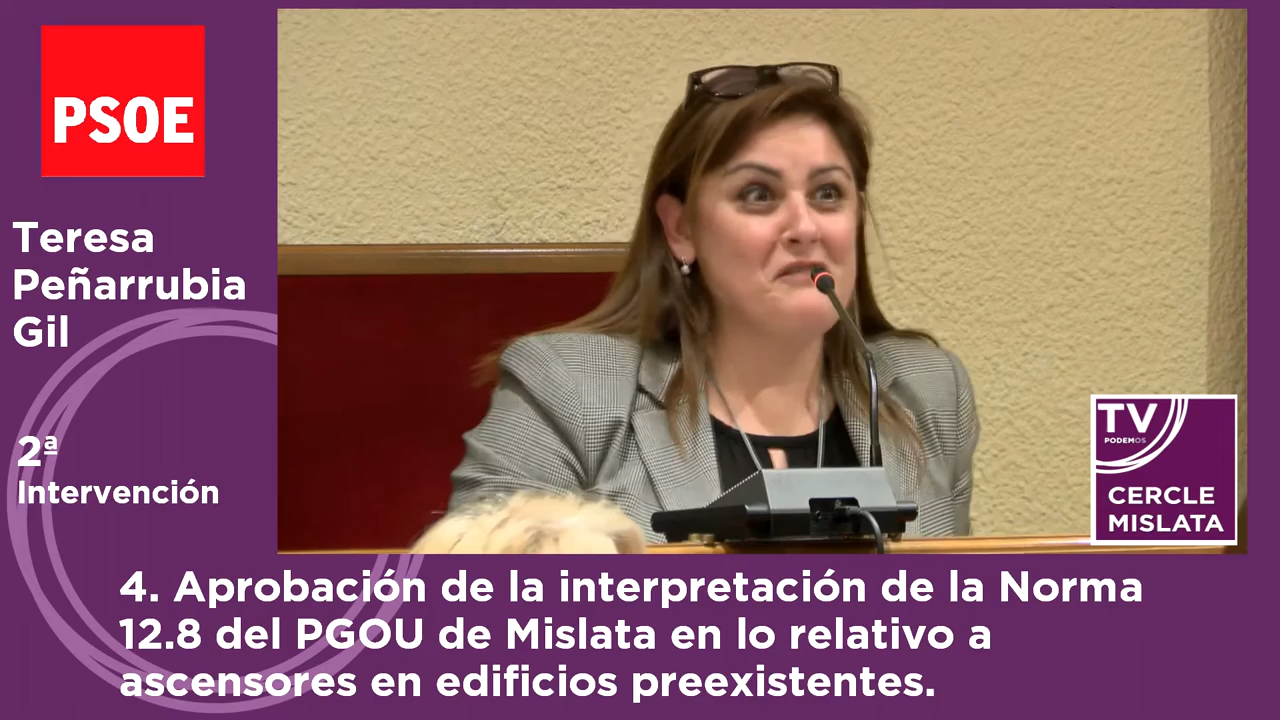 PSOE
Teresa
Peñarrubia
Gil
2ª
Intervención
TV
PODEMOS
CERCLE
MISLATA
4. Aprobación de la interpretación de la Norma
12.8 del PGOU de Mislata en lo relativo a
ascensores en edificios preexistentes.